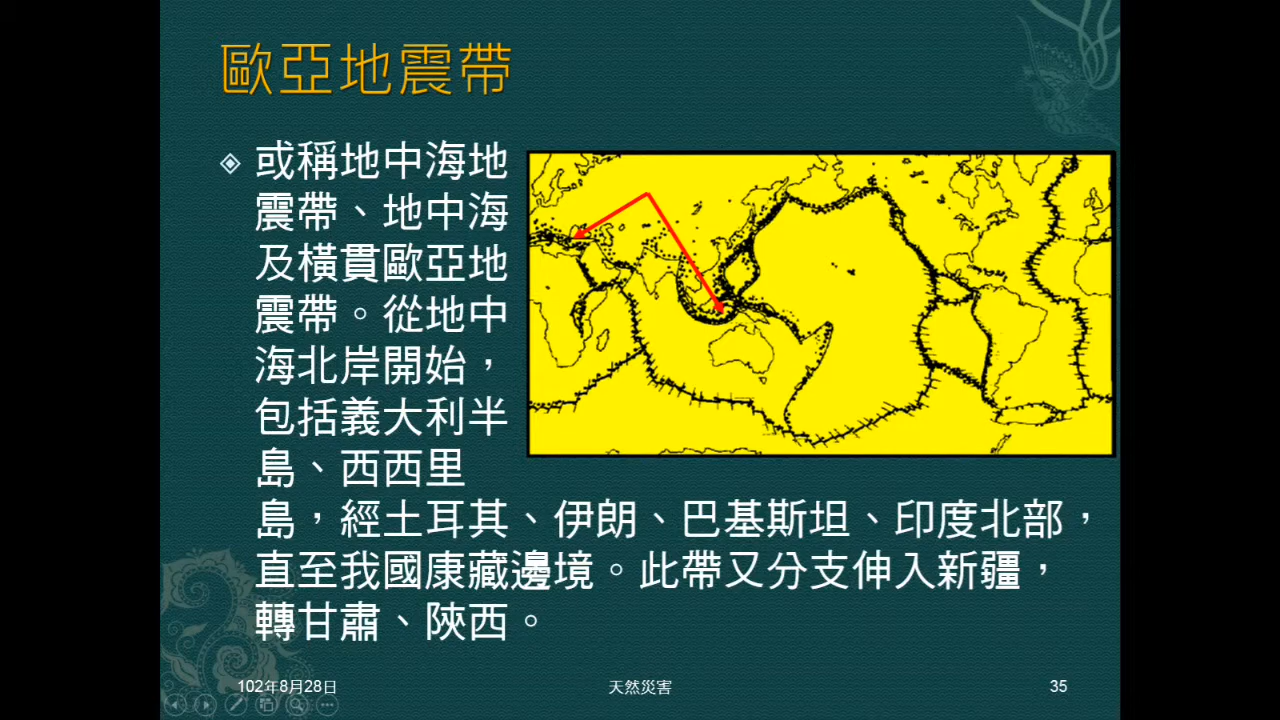 歐亞地震帶
或稱地中海地
震帶、地中海
及橫貫歐亞地
震帶。從地中
海北岸開始，
包括義大利半
島、西西里
島，經土耳其、伊朗、巴基斯坦、印度北部，
直至我國康藏邊境。此帶又分支伸入新疆，
轉甘肅、陝西。
102年8月28日
天然災害
35